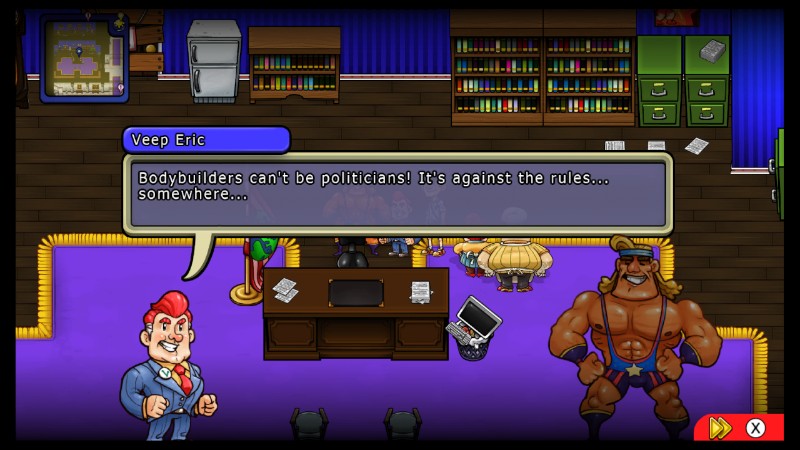 Veep Eric
Bodybuilders can't be politicians! It's against the rules...
somewhere...
X